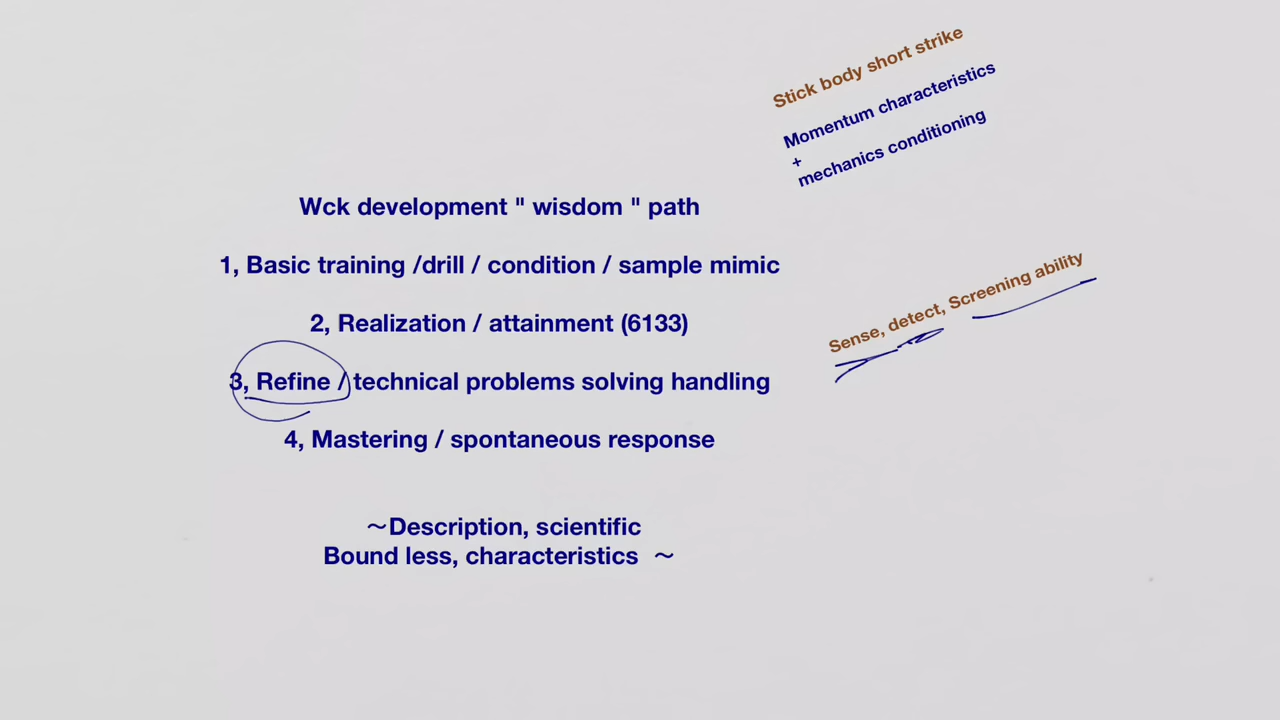 Stick body short strike
Momentum characteristics
+
mechanics conditioning
Wck development " wisdom " path
1, Basic training /drill / condition / sample mimic
2, Realization / attainment (6133)
3, Refine / technical problems solving handling
4, Mastering / spontaneous response
Sense, detect, Screening ability
～Description, scientific
Bound less, characteristics ～